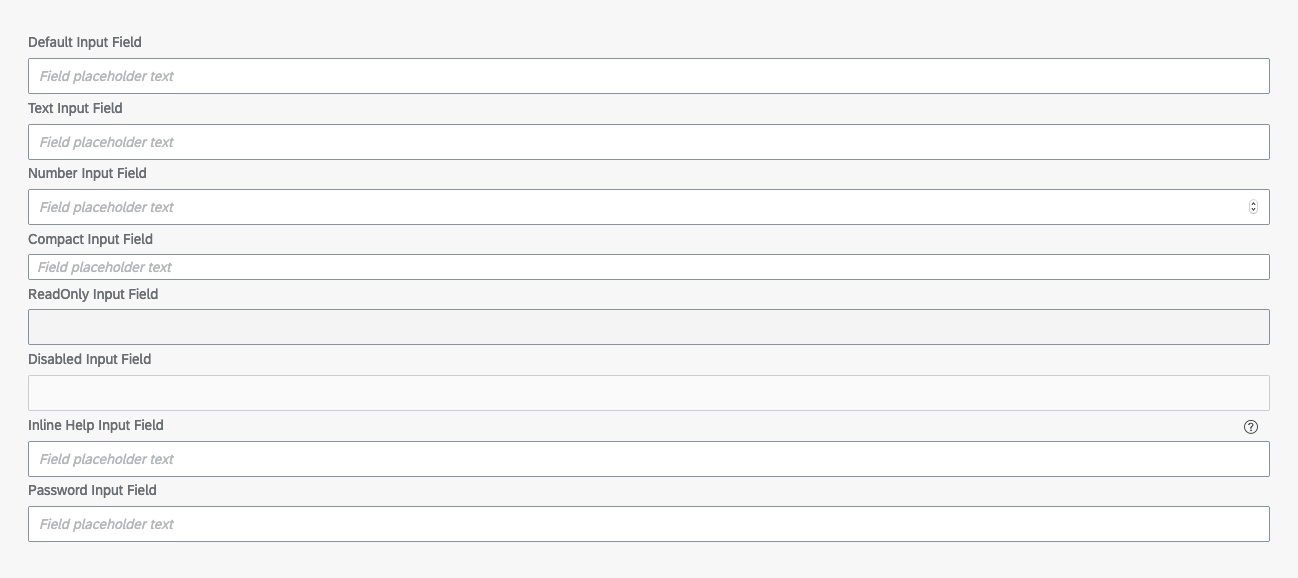 Default Input Field
Field placeholder text
Text Input Field
Field placeholder text
Number Input Field
Field placeholder text
Compact Input Field
Field placeholder text
ReadOnly Input Field
Disabled Input Field
Inline Help Input Field ?
Field placeholder text
Password Input Field
Field placeholder text